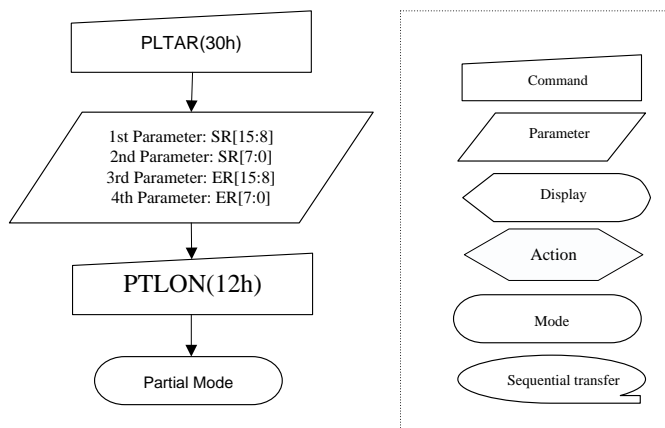 PLTAR(30h)
1st Parameter: SR[15:8]
2nd Parameter: SR[7:0]
3rd Parameter: ER[15:8]
4th Parameter: ER[7:0]
PTLON(12h)
Partial Mode
Command
Parameter
Display
Action
Mode
Sequential transfer